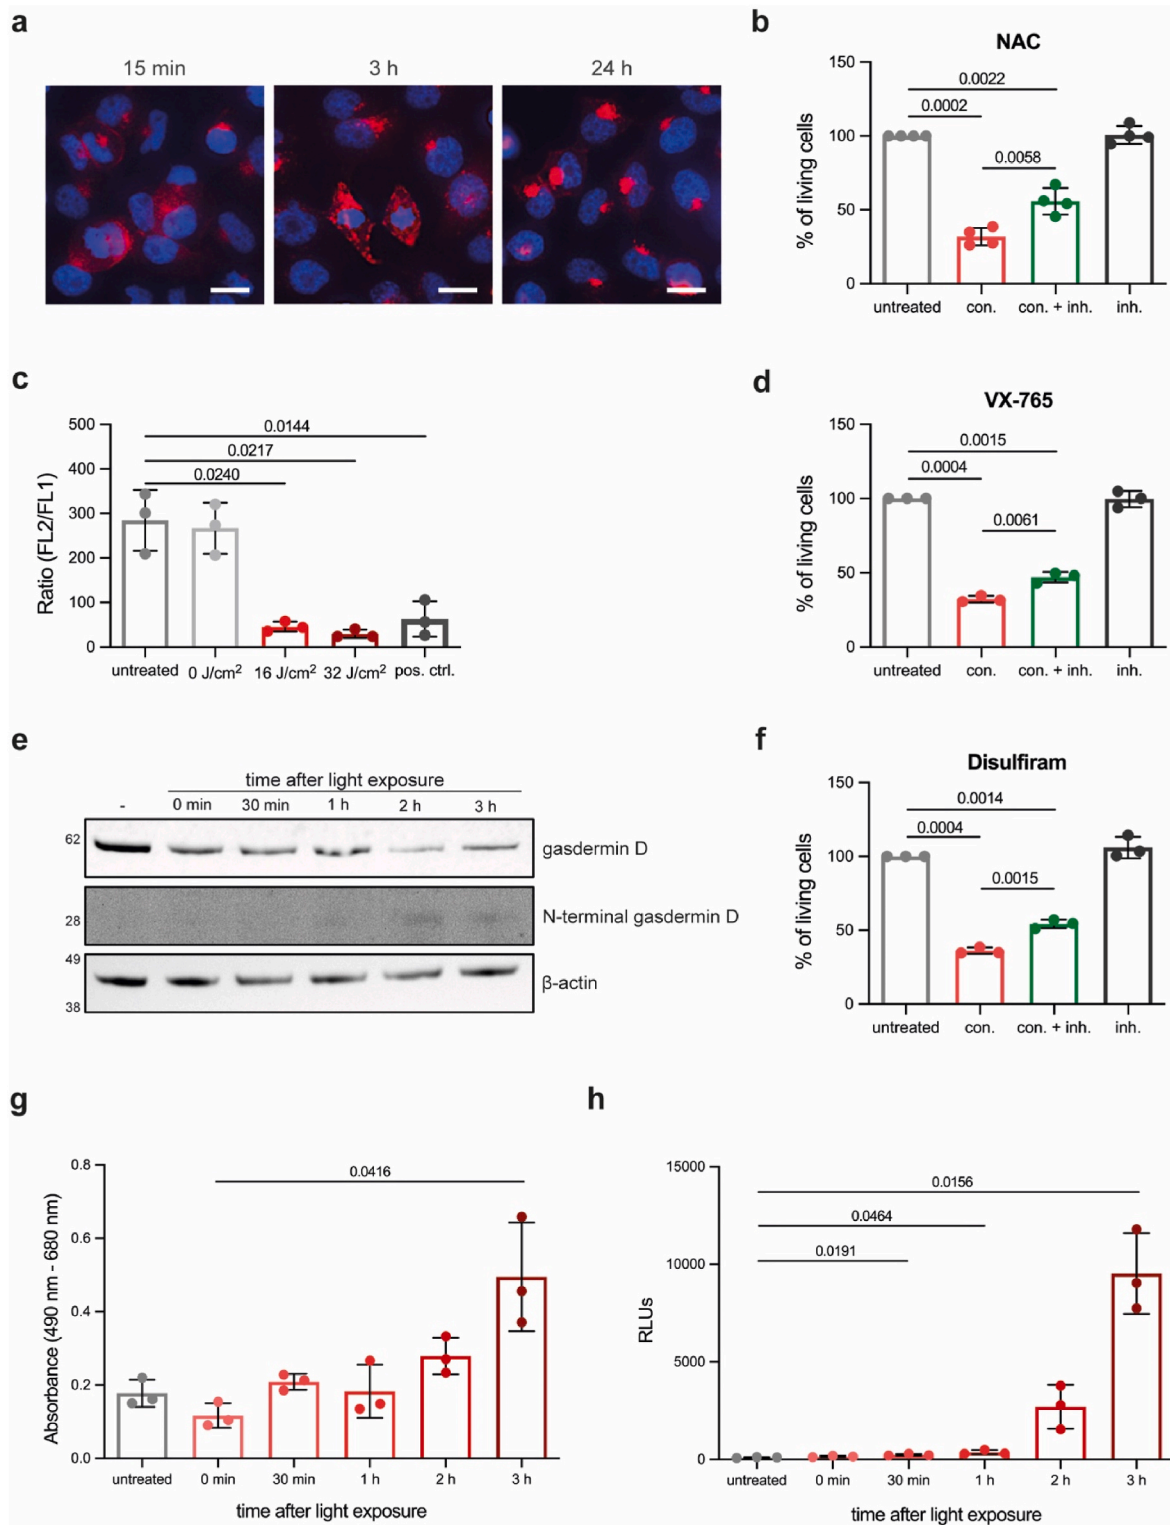 a
15 min 3 h 24 h
b
NAC
% of living cells
150
100
50
0
0.0022
0.0002
0.0058
untreated con. con. + inh. inh.
c
Ratio (FL2/FL1)
500
400
300
200
100
0
0.0144
0.0217
0.0240
untreated 0 J/cm² 16 J/cm² 32 J/cm² pos. ctrl.
d
VX-765
% of living cells
150
100
50
0
0.0015
0.0004
0.0061
untreated con. con. + inh. inh.
e
time after light exposure
- 0 min 30 min 1 h 2 h 3 h
62
gasdermin D
28
N-terminal gasdermin D
49
β-actin
38
f
Disulfiram
% of living cells
150
100
50
0
0.0014
0.0004
0.0015
untreated con. con. + inh. inh.
g
Absorbance (490 nm - 680 nm)
0.8
0.6
0.4
0.2
0.0
0.0416
untreated 0 min 30 min 1 h 2 h 3 h
time after light exposure
h
RLUs
15000
10000
5000
0
0.0156
0.0464
0.0191
untreated 0 min 30 min 1 h 2 h 3 h
time after light exposure